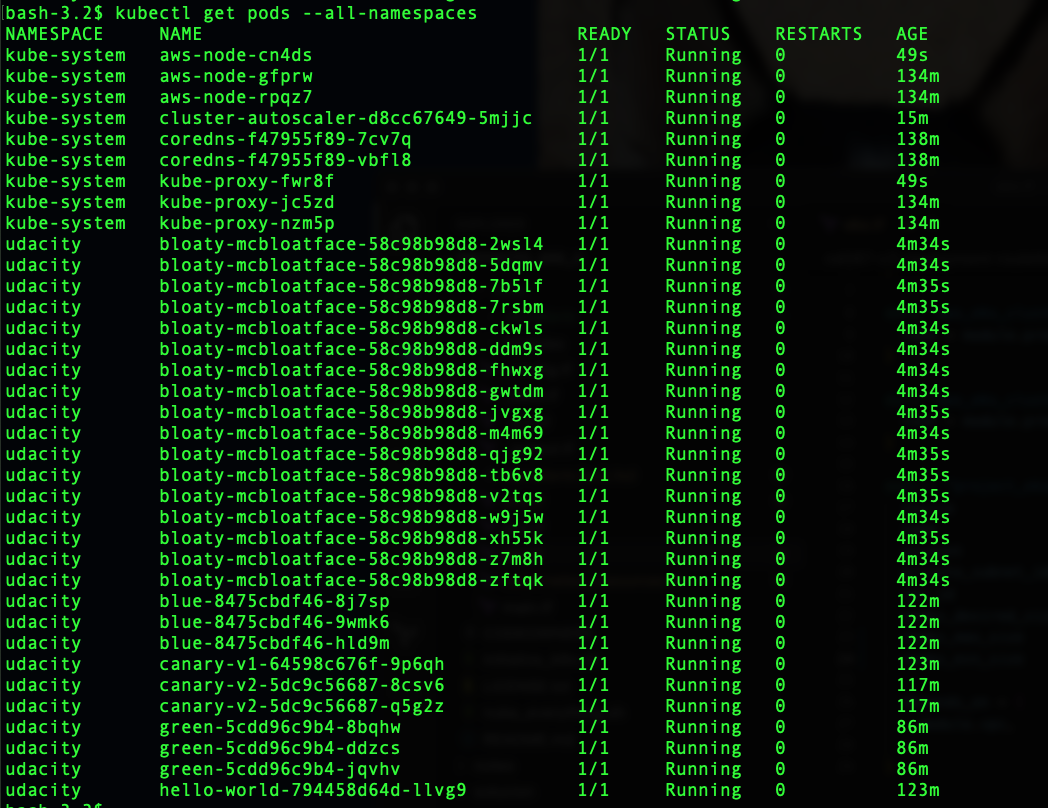 bash-3.2$ kubectl get pods --all-namespaces
NAMESPACE     NAME                                  READY   STATUS    RESTARTS   AGE
kube-system   aws-node-cn4ds                        1/1     Running   0          49s
kube-system   aws-node-gfprw                        1/1     Running   0          134m
kube-system   aws-node-rpqz7                        1/1     Running   0          134m
kube-system   cluster-autoscaler-d8cc67649-5mjjc    1/1     Running   0          15m
kube-system   coredns-f47955f89-7cv7q               1/1     Running   0          138m
kube-system   coredns-f47955f89-vbfl8               1/1     Running   0          138m
kube-system   kube-proxy-fwr8f                      1/1     Running   0          49s
kube-system   kube-proxy-jc5zd                      1/1     Running   0          134m
kube-system   kube-proxy-nzm5p                      1/1     Running   0          134m
udacity       bloaty-mcbloatface-58c98b98d8-2wsl4   1/1     Running   0          4m34s
udacity       bloaty-mcbloatface-58c98b98d8-5dqmv   1/1     Running   0          4m34s
udacity       bloaty-mcbloatface-58c98b98d8-7b5lf   1/1     Running   0          4m35s
udacity       bloaty-mcbloatface-58c98b98d8-7rsbm   1/1     Running   0          4m35s
udacity       bloaty-mcbloatface-58c98b98d8-ckwls   1/1     Running   0          4m34s
udacity       bloaty-mcbloatface-58c98b98d8-ddm9s   1/1     Running   0          4m34s
udacity       bloaty-mcbloatface-58c98b98d8-fhwxg   1/1     Running   0          4m34s
udacity       bloaty-mcbloatface-58c98b98d8-gwtdm   1/1     Running   0          4m34s
udacity       bloaty-mcbloatface-58c98b98d8-jvgxg   1/1     Running   0          4m35s
udacity       bloaty-mcbloatface-58c98b98d8-m4m69   1/1     Running   0          4m34s
udacity       bloaty-mcbloatface-58c98b98d8-qjg92   1/1     Running   0          4m35s
udacity       bloaty-mcbloatface-58c98b98d8-tb6v8   1/1     Running   0          4m35s
udacity       bloaty-mcbloatface-58c98b98d8-v2tqs   1/1     Running   0          4m35s
udacity       bloaty-mcbloatface-58c98b98d8-w9j5w   1/1     Running   0          4m34s
udacity       bloaty-mcbloatface-58c98b98d8-xh55k   1/1     Running   0          4m35s
udacity       bloaty-mcbloatface-58c98b98d8-z7m8h   1/1     Running   0          4m34s
udacity       bloaty-mcbloatface-58c98b98d8-zftqk   1/1     Running   0          4m34s
udacity       blue-8475cbdf46-8j7sp                 1/1     Running   0          122m
udacity       blue-8475cbdf46-9wmk6                 1/1     Running   0          122m
udacity       blue-8475cbdf46-hld9m                 1/1     Running   0          122m
udacity       canary-v1-64598c676f-9p6qh            1/1     Running   0          123m
udacity       canary-v2-5dc9c56687-8csv6            1/1     Running   0          117m
udacity       canary-v2-5dc9c56687-q5g2z            1/1     Running   0          117m
udacity       green-5cdd96c9b4-8bqhw                1/1     Running   0          86m
udacity       green-5cdd96c9b4-ddzcs                1/1     Running   0          86m
udacity       green-5cdd96c9b4-jqvhv                1/1     Running   0          86m
udacity       hello-world-794458d64d-llvg9          1/1     Running   0          123m